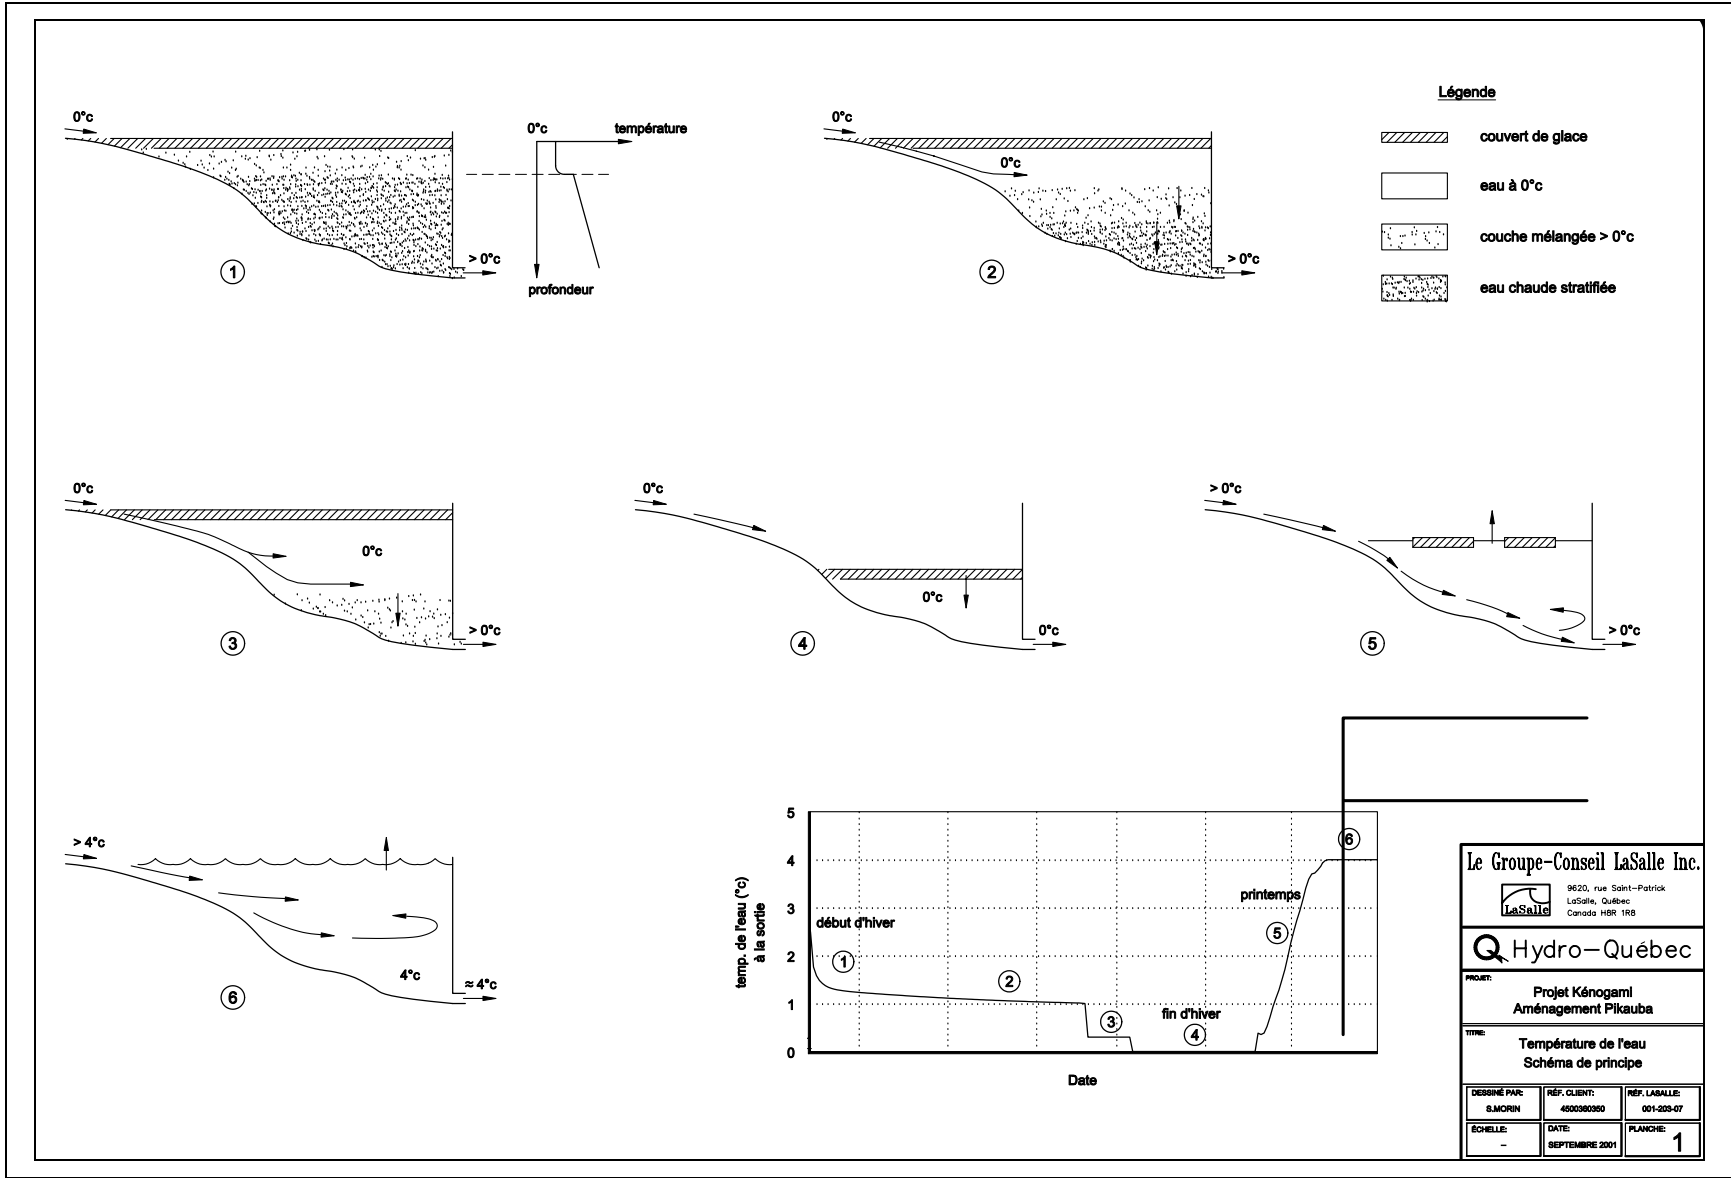 Légende
couvert de glace
eau à 0°c
couche mélangée > 0°c
eau chaude stratifiée
0°c
0°c
température
profondeur
> 0°c
1
0°c
0°c
> 0°c
2
0°c
0°c
> 0°c
3
0°c
0°c
0°c
4
> 0°c
> 0°c
5
> 4°c
4°c
≈ 4°c
6
temp. de l'eau (°c)
à la sortie
5
4
3
2
1
0
début d'hiver
1
2
3
fin d'hiver
4
printemps
5
6
Date
Le Groupe-Conseil LaSalle Inc.
LaSalle
9620, rue Saint-Patrick
LaSalle, Québec
Canada H8R 1R8
Hydro-Québec
PROJET:
Projet Kénogami
Aménagement Pikauba
TITRE:
Température de l'eau
Schéma de principe
DESSINÉ PAR:
S.MORIN
RÉF. CLIENT:
4500360350
RÉF. LASALLE:
001-203-07
ÉCHELLE:
–
DATE:
SEPTEMBRE 2001
PLANCHE:
1